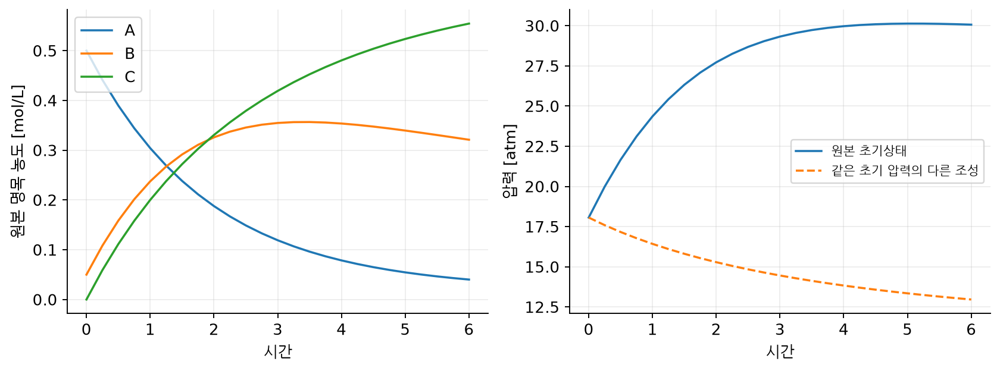 원본 명목 농도 [mol/L]
0.5
0.4
0.3
0.2
0.1
0.0
A
B
C
0 1 2 3 4 5 6
시간
압력 [atm]
30.0
27.5
25.0
22.5
20.0
17.5
15.0
12.5
원본 초기상태
같은 초기 압력의 다른 조성
0 1 2 3 4 5 6
시간